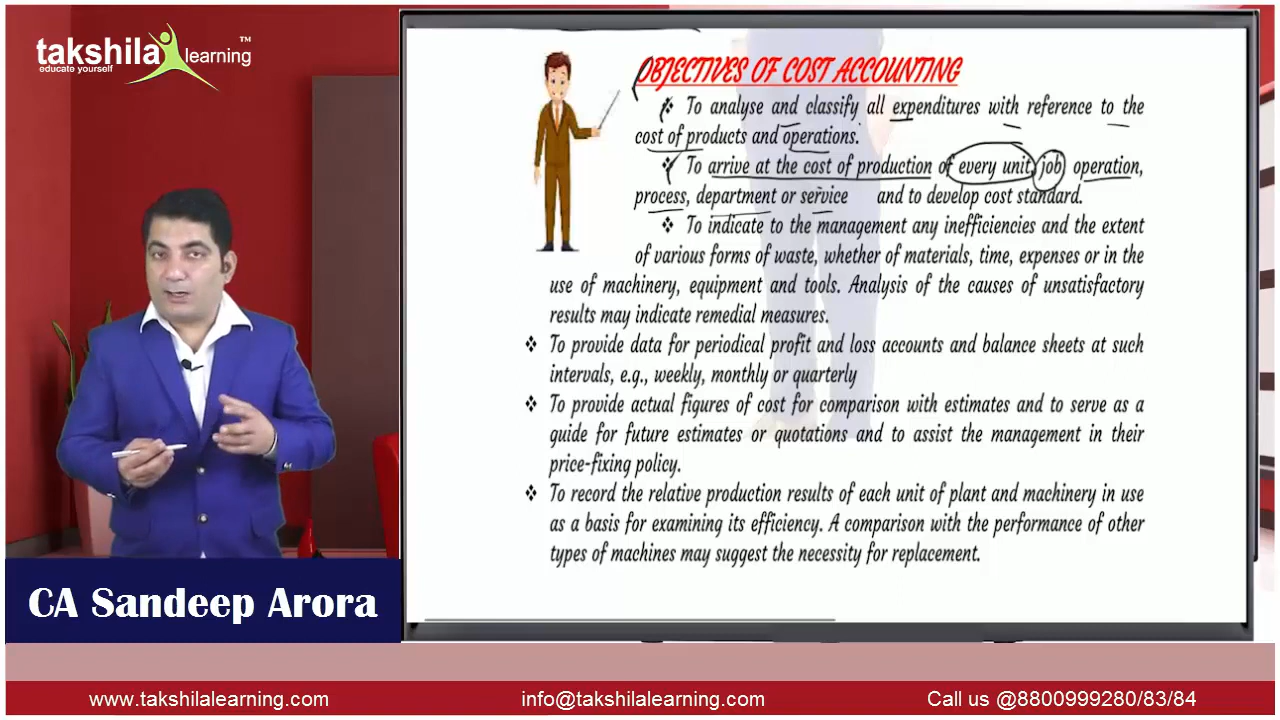 takshila learning ™
educate yourself
OBJECTIVES OF COST ACCOUNTING
❖ To analyse and classify all expenditures with reference to the
cost of products and operations.
❖ To arrive at the cost of production of every unit, job operation,
process, department or service and to develop cost standard.
❖ To indicate to the management any inefficiencies and the extent
of various forms of waste, whether of materials, time, expenses or in the
use of machinery, equipment and tools. Analysis of the causes of unsatisfactory
results may indicate remedial measures.
❖ To provide data for periodical profit and loss accounts and balance sheets at such
intervals, e.g., weekly, monthly or quarterly
❖ To provide actual figures of cost for comparison with estimates and to serve as a
guide for future estimates or quotations and to assist the management in their
price-fixing policy.
❖ To record the relative production results of each unit of plant and machinery in use
as a basis for examining its efficiency. A comparison with the performance of other
types of machines may suggest the necessity for replacement.
CA Sandeep Arora
www.takshilalearning.com info@takshilalearning.com Call us @8800999280/83/84